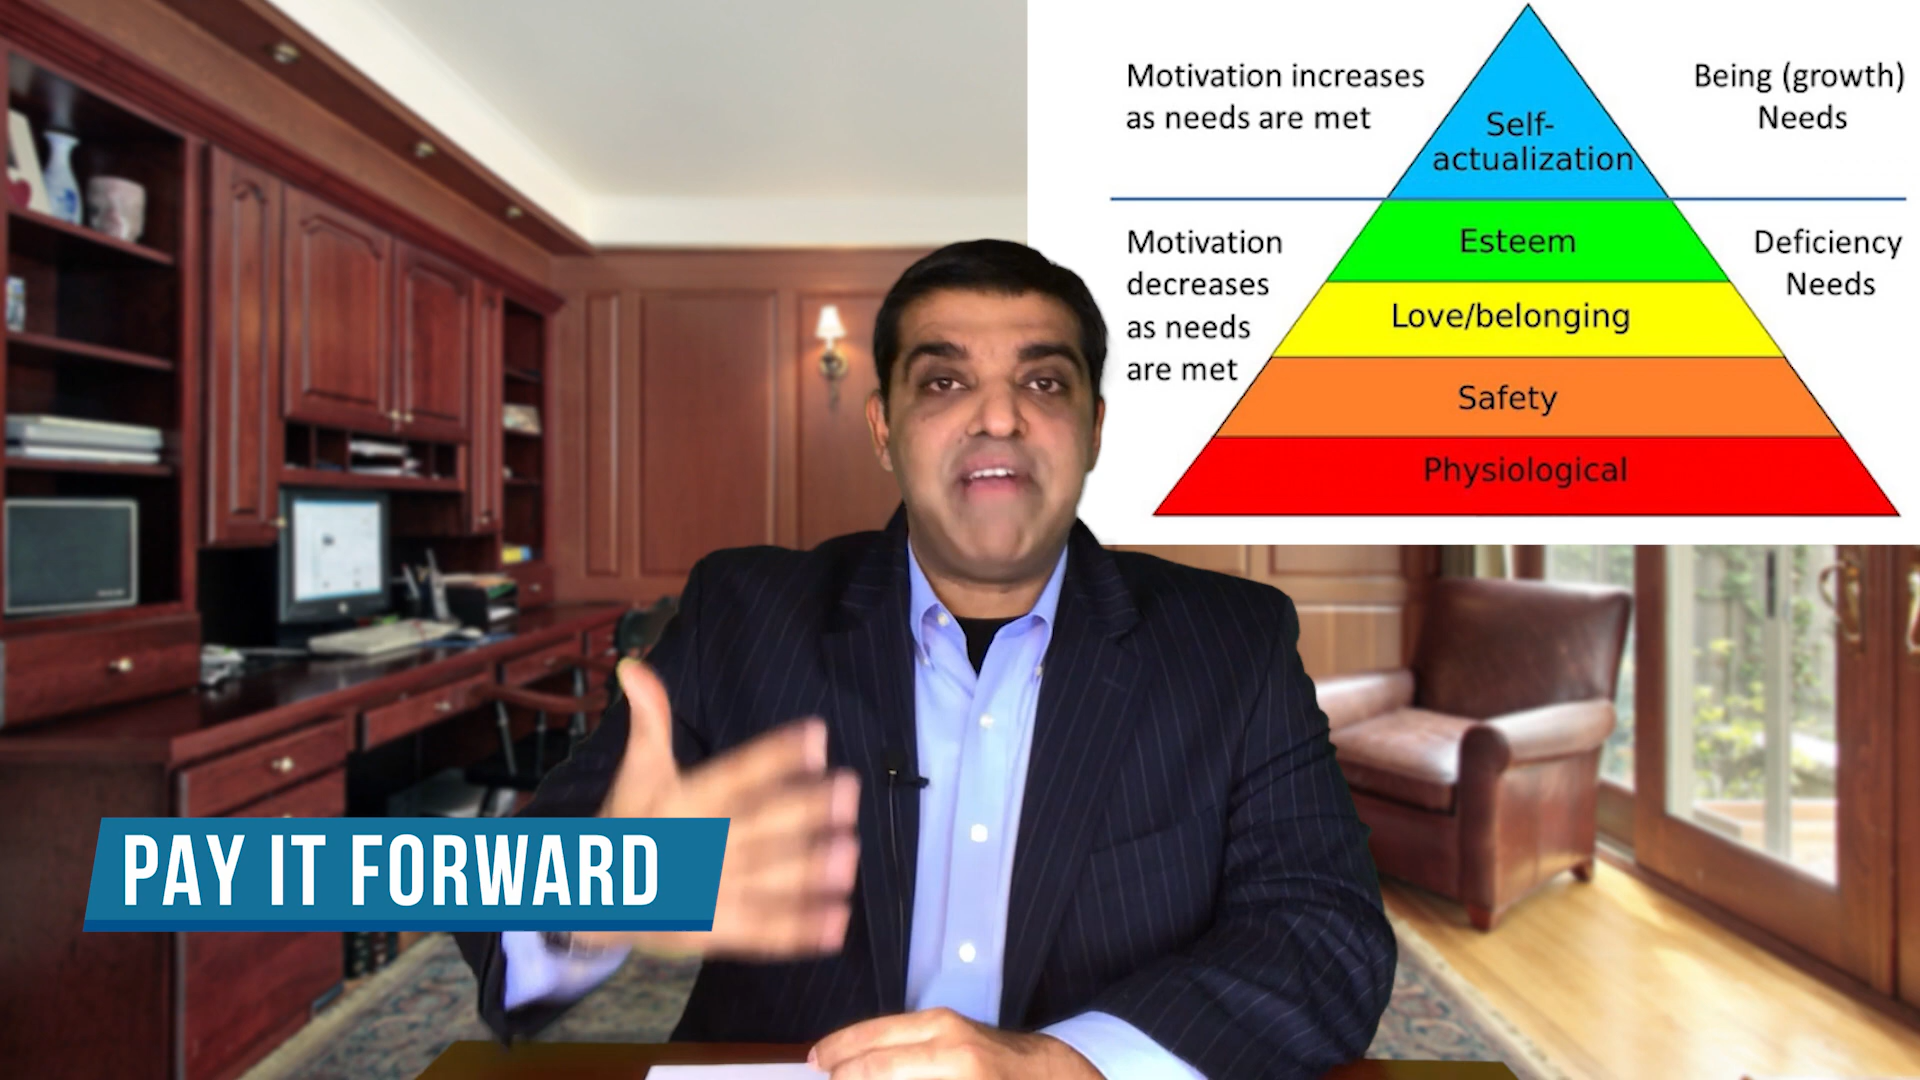 Motivation increases
as needs are met
Being (growth)
Needs
Self-
actualization
Motivation
decreases
as needs
are met
Deficiency
Needs
Esteem
Love/belonging
Safety
Physiological
PAY IT FORWARD